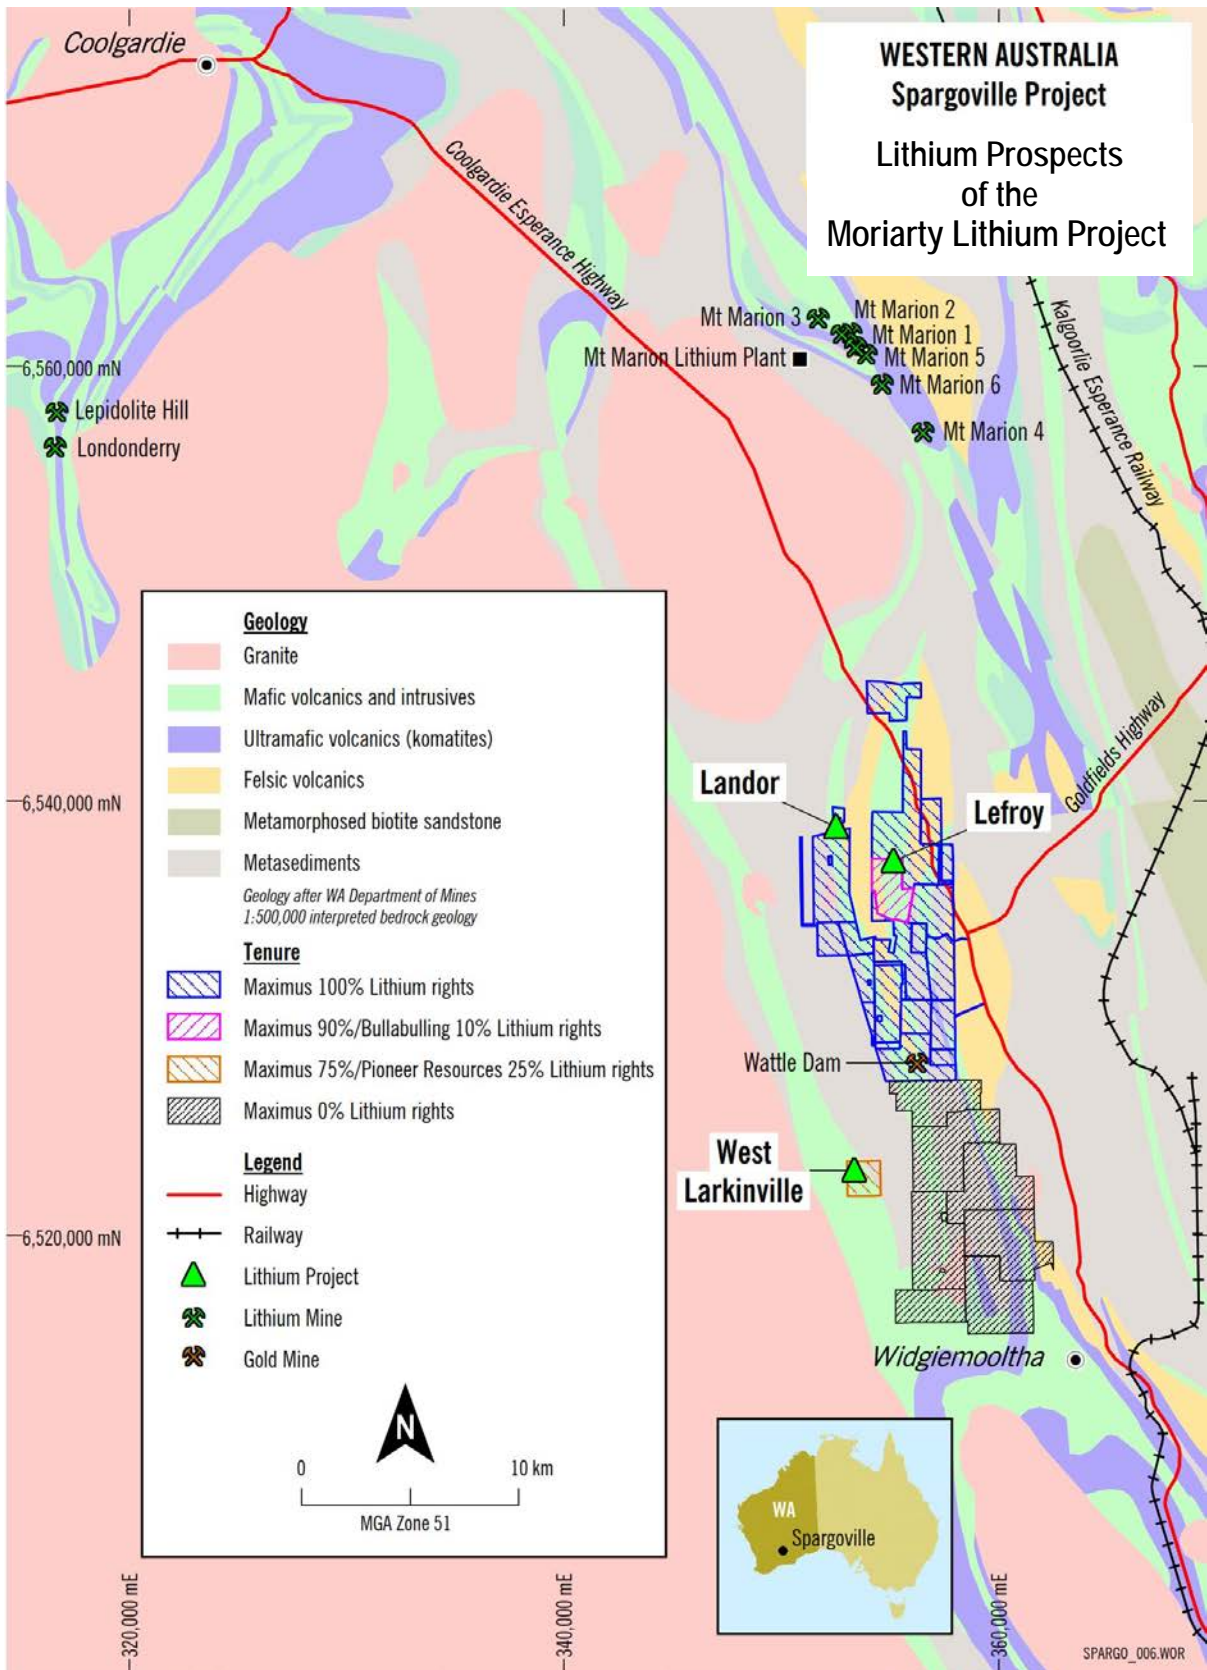 Coolgardie
WESTERN AUSTRALIA
Spargoville Project
Lithium Prospects
of the
Moriarty Lithium Project
Coolgardie Esperance Highway
Kalgoorlie Esperance Railway
Goldfields Highway
Mt Marion 3
Mt Marion 2
Mt Marion 1
Mt Marion Lithium Plant
Mt Marion 5
Mt Marion 6
Mt Marion 4
6,560,000 mN
Lepidolite Hill
Londonderry
Geology
Granite
Mafic volcanics and intrusives
Ultramafic volcanics (komatites)
Felsic volcanics
Metamorphosed biotite sandstone
Metasediments
Geology after WA Department of Mines
1:500,000 interpreted bedrock geology
Tenure
Maximus 100% Lithium rights
Maximus 90%/Bullabulling 10% Lithium rights
Maximus 75%/Pioneer Resources 25% Lithium rights
Maximus 0% Lithium rights
Legend
Highway
Railway
Lithium Project
Lithium Mine
Gold Mine
N
0
10 km
MGA Zone 51
6,540,000 mN
6,520,000 mN
Landor
Lefroy
Wattle Dam
West
Larkinville
Widgiemooltha
WA
Spargoville
320,000 mE
340,000 mE
360,000 mE
SPARGO_006.WOR